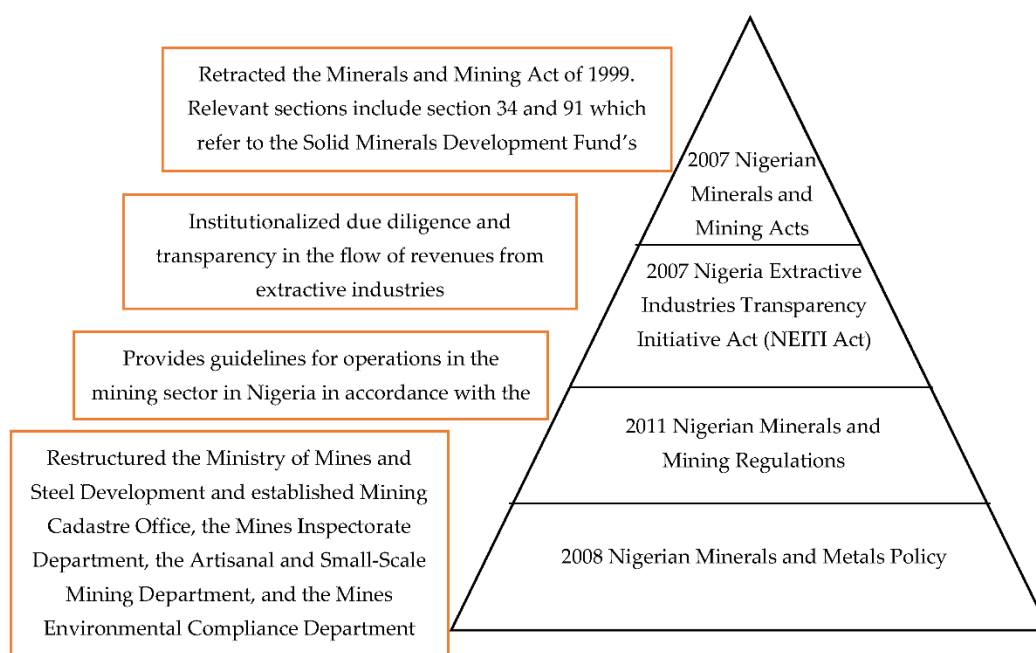 Retracted the Minerals and Mining Act of 1999.
Relevant sections include section 34 and 91 which
refer to the Solid Minerals Development Fund's
2007 Nigerian
Minerals and
Mining Acts
Institutionalized due diligence and
transparency in the flow of revenues from
extractive industries
2007 Nigeria Extractive
Industries Transparency
Initiative Act (NEITI Act)
Provides guidelines for operations in the
mining sector in Nigeria in accordance with the
2011 Nigerian Minerals and
Mining Regulations
Restructured the Ministry of Mines and
Steel Development and established Mining
Cadastre Office, the Mines Inspectorate
Department, the Artisanal and Small-Scale
Mining Department, and the Mines
Environmental Compliance Department
2008 Nigerian Minerals and Metals Policy